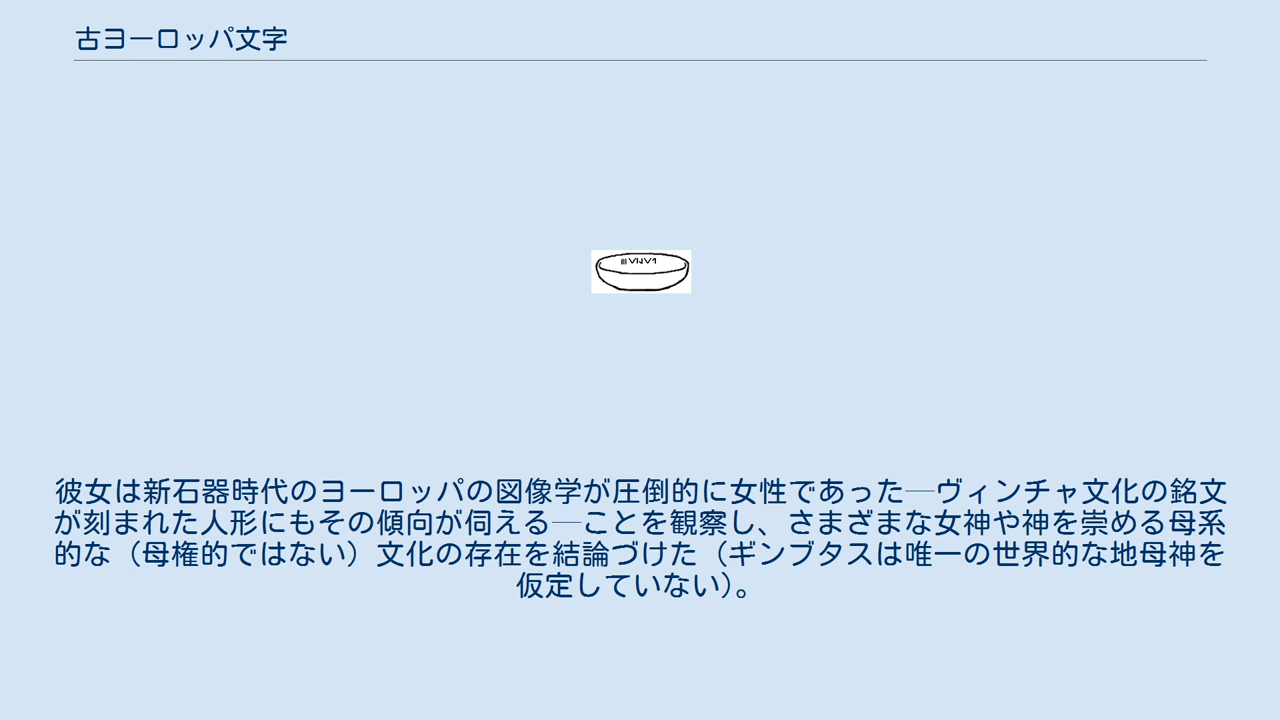 古ヨーロッパ文字
彼女は新石器時代のヨーロッパの図像学が圧倒的に女性であった─ヴィンチャ文化の銘文
が刻まれた人形にもその傾向が伺える─ことを観察し、さまざまな女神や神を崇める母系
的な（母権的ではない）文化の存在を結論づけた（ギンブタスは唯一の世界的な地母神を
仮定していない）。